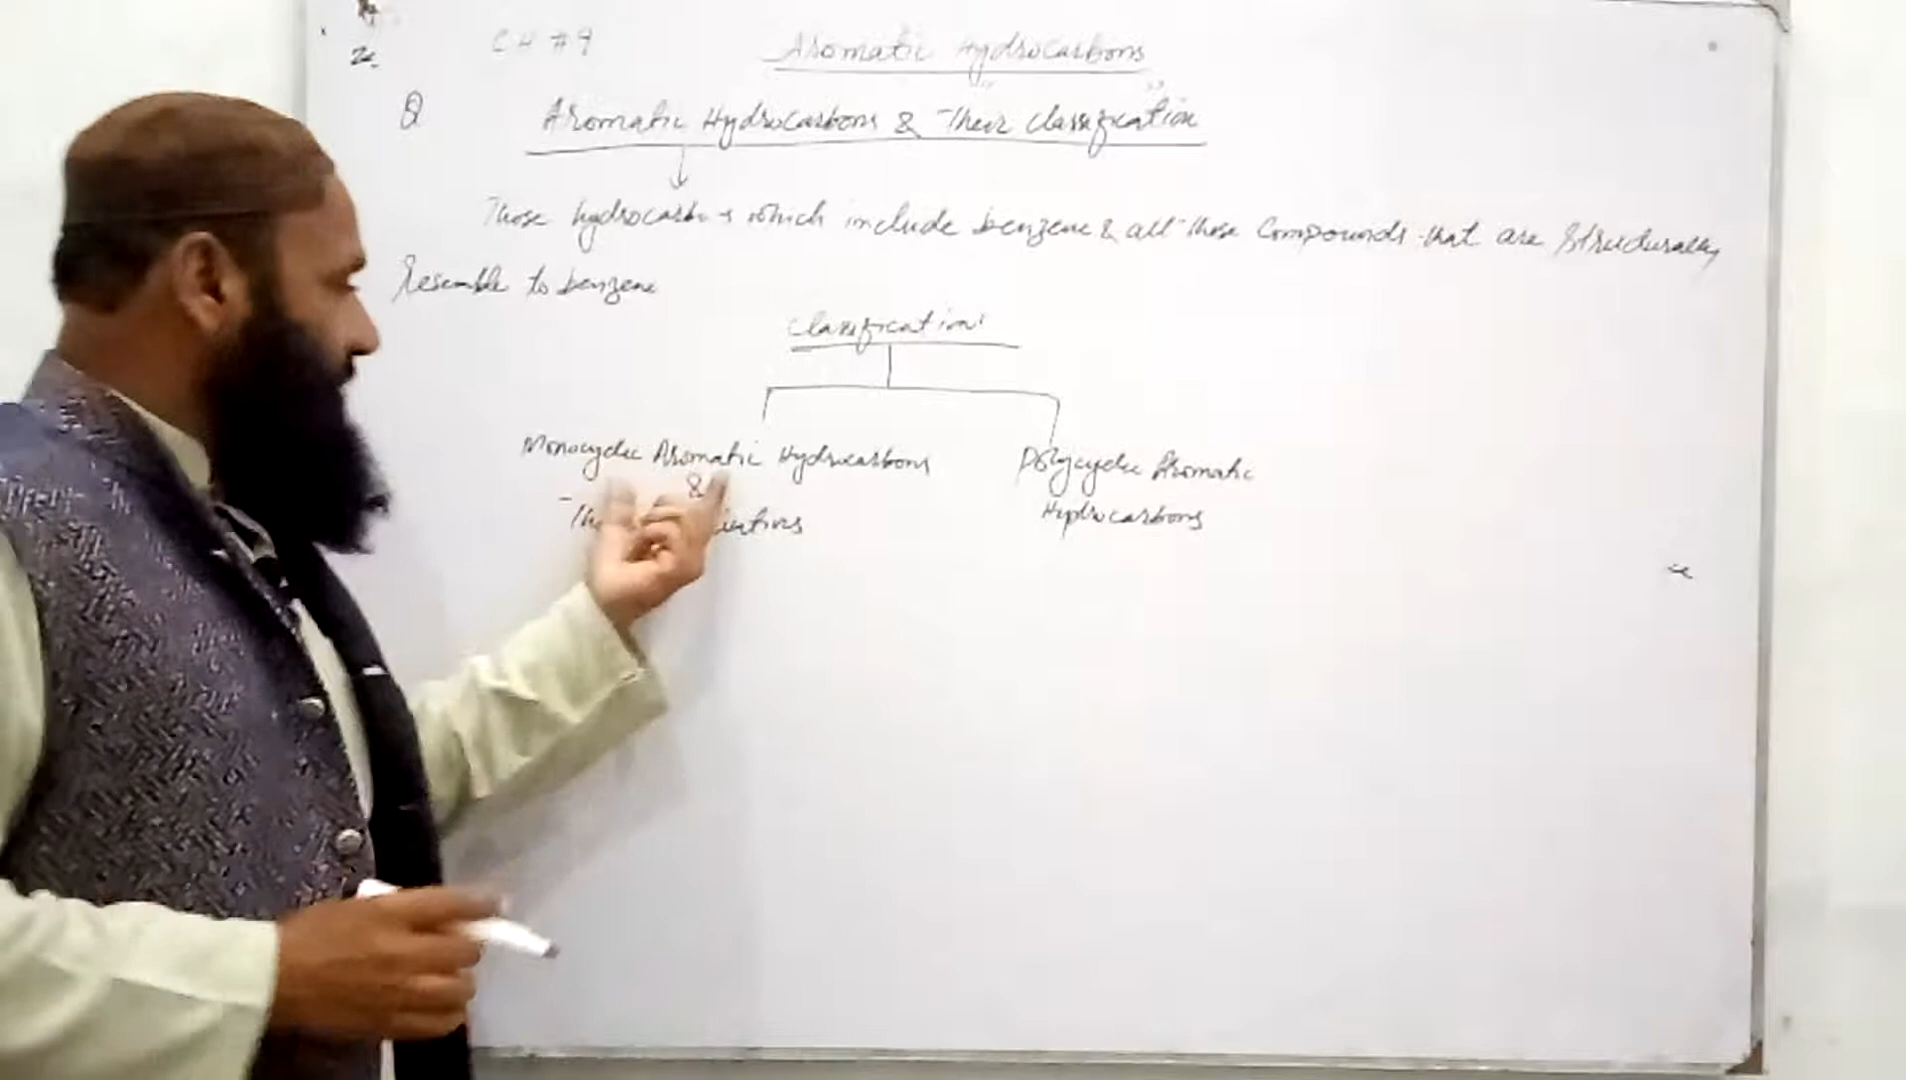 CH #9 Aromatic Hydrocarbons
Q Aromatic Hydrocarbons & Their Classification
Those hydrocarbons which include benzene & all those Compounds that are Structurally
Resemble to benzene
Classification
Monocyclic Aromatic Hydrocarbons Polycyclic Aromatic
&
Hydrocarbons